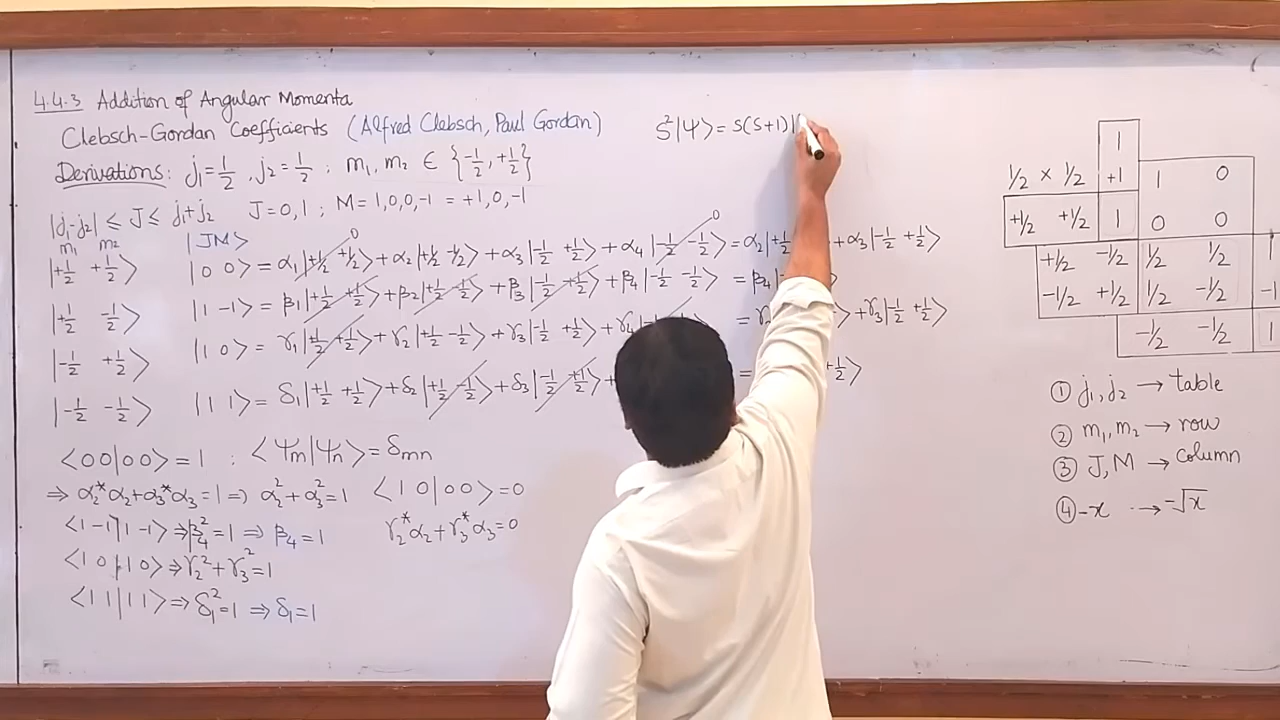 4.4.3 Addition of Angular Momenta
Clebsch-Gordan Coefficients (Alfred Clebsch, Paul Gordan)
Derivations: j₁=1/2, j₂=1/2; m₁, m₂ ∈ {-1/2, +1/2}
|j₁-j₂| ≤ J ≤ j₁+j₂ J=0,1; M=1,0,0,-1 = +1,0,-1
m₁ m₂
|+1/2 +1/2⟩
|+1/2 -1/2⟩
|-1/2 +1/2⟩
|-1/2 -1/2⟩
|JM⟩
|0 0⟩ = α₁|+1/2 +1/2⟩ 0 + α₂|+1/2 -1/2⟩ + α₃|-1/2 +1/2⟩ + α₄|-1/2 -1/2⟩ 0 = α₂|+1/2 + α₃|-1/2 +1/2⟩
|1 -1⟩ = β₁|+1/2 +1/2⟩ + β₂|+1/2 -1/2⟩ + β₃|-1/2 +1/2⟩ + β₄|-1/2 -1/2⟩ = β₄|-
|1 0⟩ = γ₁|+1/2 +1/2⟩ + γ₂|+1/2 -1/2⟩ + γ₃|-1/2 +1/2⟩ + γ₄|-1/2 ⟩ = γ₂ ⟩ + γ₃|-1/2 +1/2⟩
|1 1⟩ = δ₁|+1/2 +1/2⟩ + δ₂|+1/2 -1/2⟩ + δ₃|-1/2 +1/2⟩ + = +1/2⟩
⟨00|00⟩=1 : ⟨Ψm|Ψn⟩=δmn
⇒ α₂*α₂+α₃*α₃=1 ⇒ α₂²+α₃²=1 ⟨10|00⟩=0
⟨1-1|1-1⟩ ⇒ β₄²=1 ⇒ β₄=1 γ₂*α₂+γ₃*α₃=0
⟨10|10⟩ ⇒ γ₂²+γ₃²=1
⟨11|11⟩ ⇒ δ₁²=1 ⇒ δ₁=1
S²|Ψ⟩ = S(S+1)|
1
1/2 × 1/2 +1 1 0
+1/2 +1/2 1 0 0
+1/2 -1/2 1/2 1/2 1
-1/2 +1/2 1/2 -1/2 -1
-1/2 -1/2 1
① j₁, j₂ → table
② m₁, m₂ → row
③ J, M → column
④ -x → -√x